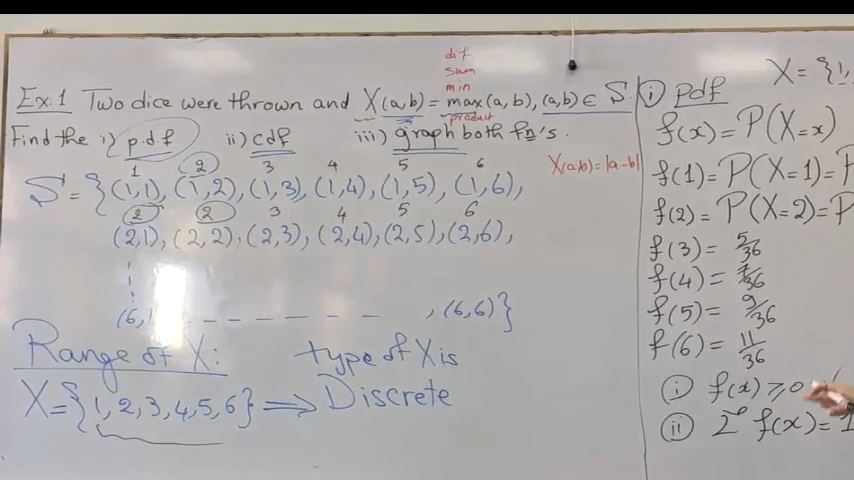 dif
sum
min
Ex:1 Two dice were thrown and X(a,b) = max(a,b), (a,b) ∈ S.
product
Find the i) p.d.f ii) cdf iii) graph both fn's.
X(a,b) = |a-b|
1 2 3 4 5 6
S = {(1,1), (1,2), (1,3), (1,4), (1,5), (1,6),
2 2 3 4 5 6
(2,1), (2,2), (2,3), (2,4), (2,5), (2,6),
(6,1 _ _ _ _ _ _ _ , (6,6)}
Range of X: type of X is
X = {1,2,3,4,5,6} ⟹ Discrete
X = {1,
i pdf
f(x) = P(X=x)
f(1) = P(X=1) = P
f(2) = P(X=2) = P
f(3) = 5/36
f(4) = 7/36
f(5) = 9/36
f(6) = 11/36
i f(x) ≥ 0
ii Σ f(x) = 1